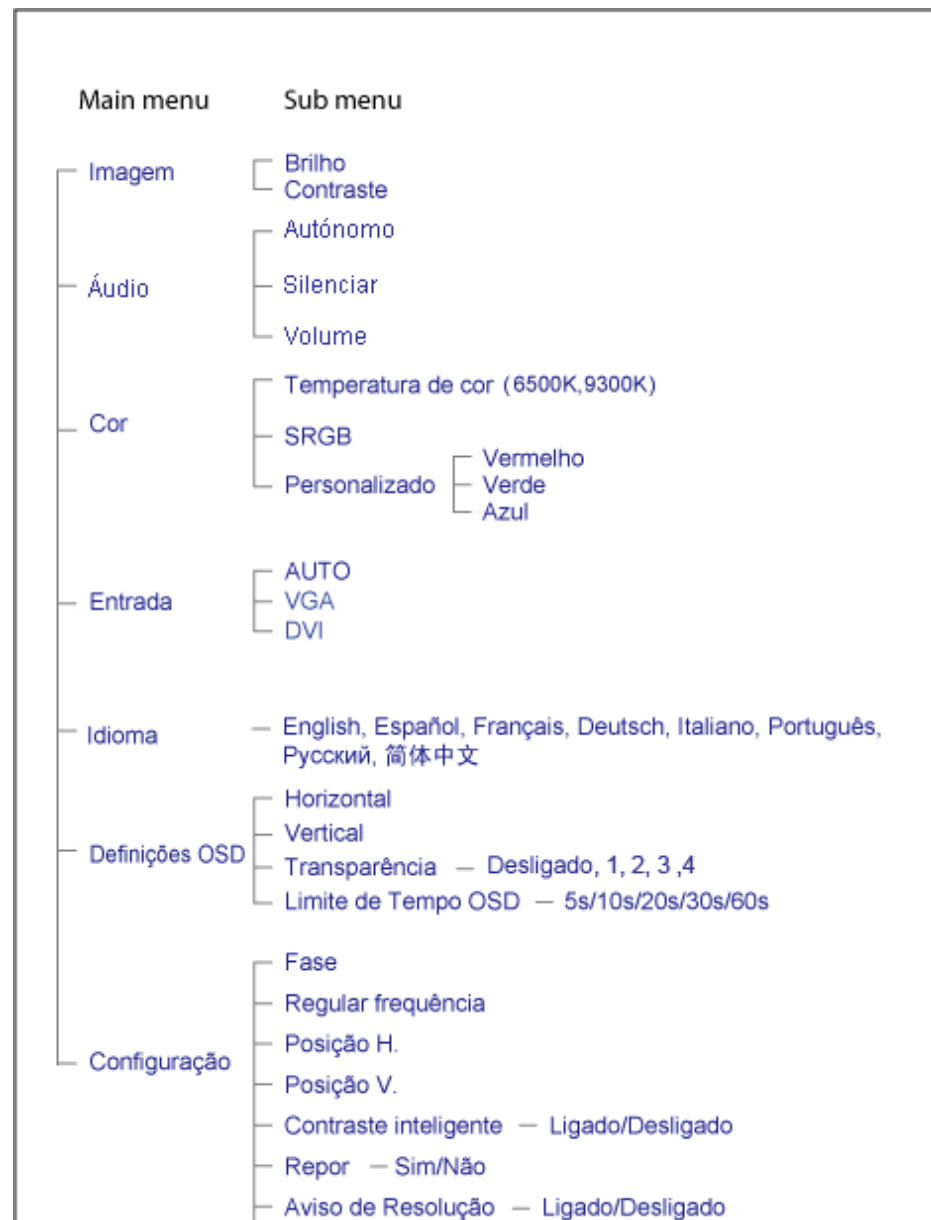 Main menu Sub menu
Imagem
Brilho
Contraste
Áudio
Autónomo
Silenciar
Volume
Cor
Temperatura de cor (6500K,9300K)
SRGB
Personalizado
Vermelho
Verde
Azul
Entrada
AUTO
VGA
DVI
Idioma
English, Español, Français, Deutsch, Italiano, Português,
Русский, 简体中文
Definições OSD
Horizontal
Vertical
Transparência — Desligado, 1, 2, 3 ,4
Limite de Tempo OSD — 5s/10s/20s/30s/60s
Configuração
Fase
Regular frequência
Posição H.
Posição V.
Contraste inteligente — Ligado/Desligado
Repor — Sim/Não
Aviso de Resolução — Ligado/Desligado